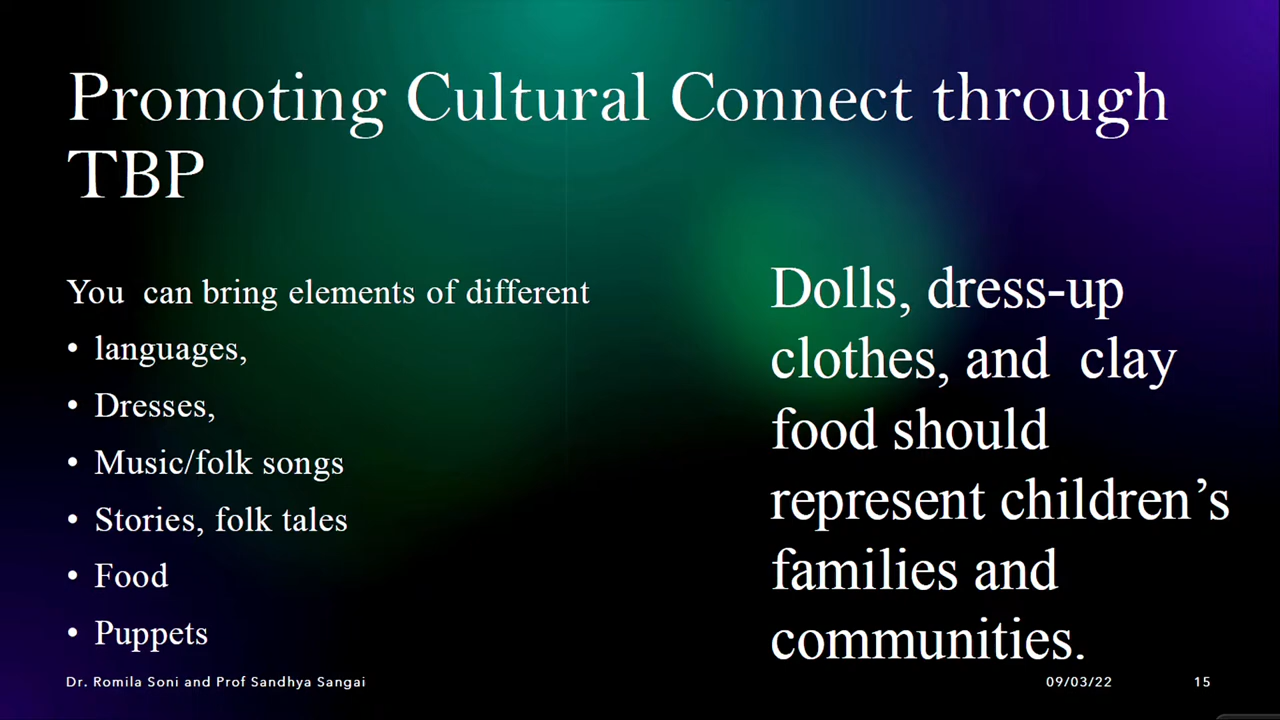 Promoting Cultural Connect through
TBP
You can bring elements of different
• languages,
• Dresses,
• Music/folk songs
• Stories, folk tales
• Food
• Puppets
Dolls, dress-up
clothes, and clay
food should
represent children’s
families and
communities.
Dr. Romila Soni and Prof Sandhya Sangai
09/03/22
15